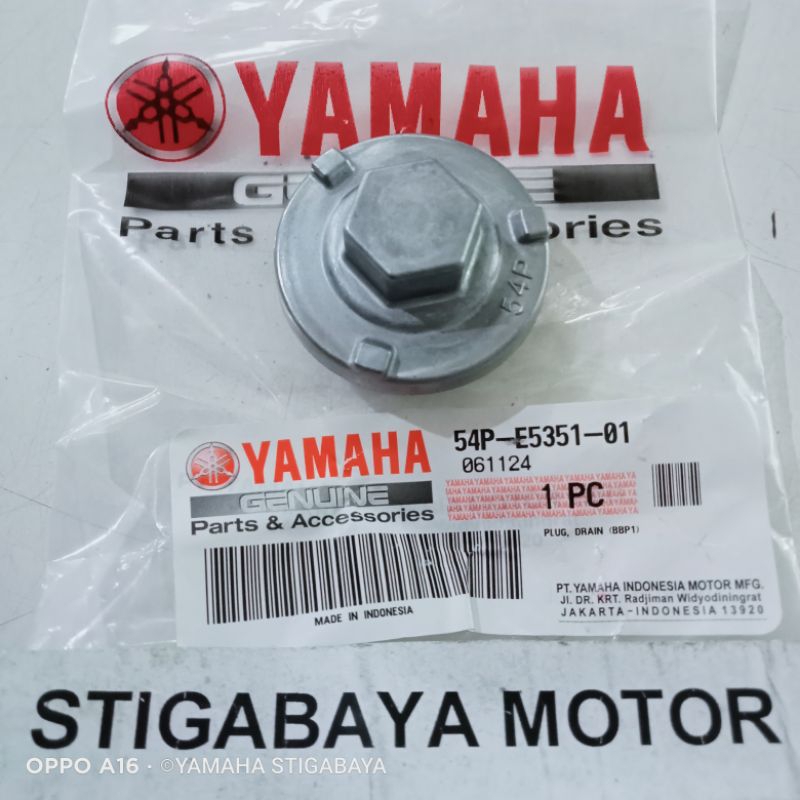 YAMAHA
GENUINE
Parts & Accessories
54P
YAMAHA
GENUINE
Parts & Accessories
MADE IN INDONESIA
54P-E5351-01
061124
1 PC
PLUG, DRAIN (BBP1)
PT. YAMAHA INDONESIA MOTOR MFG.
Jl. DR. KRT. Radjiman Widyodiningrat
JAKARTA-INDONESIA 13920
STIGABAYA MOTOR
OPPO A16 · ©YAMAHA STIGABAYA